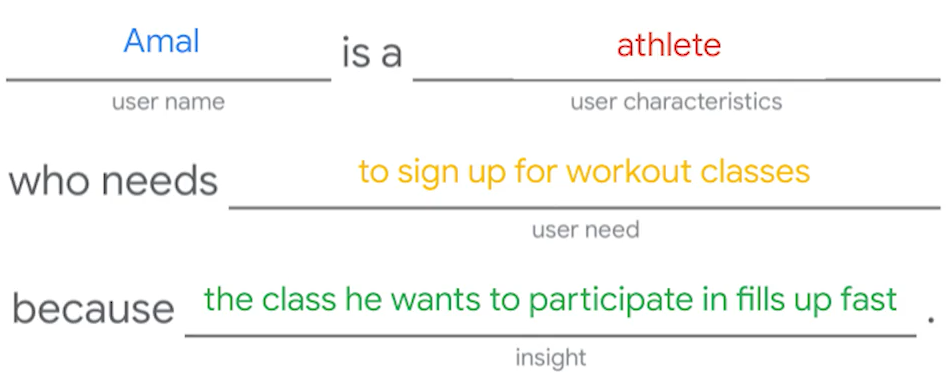 Amal is a athlete
user name user characteristics
who needs to sign up for workout classes
user need
because the class he wants to participate in fills up fast .
insight